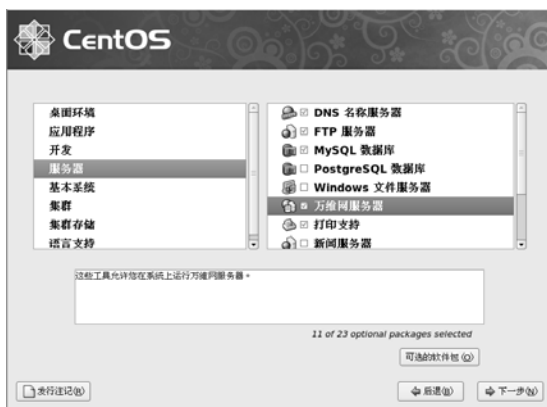 CentOS
桌面环境
应用程序
开发
服务器
基本系统
集群
集群存储
语言支持
DNS 名称服务器
FTP 服务器
MySQL 数据库
PostgreSQL 数据库
Windows 文件服务器
万维网服务器
打印支持
新闻服务器
这些工具允许您在系统上运行万维网服务器。
11 of 23 optional packages selected
可选的软件包(O)
发行注记(R)
后退(B)
下一步(N)